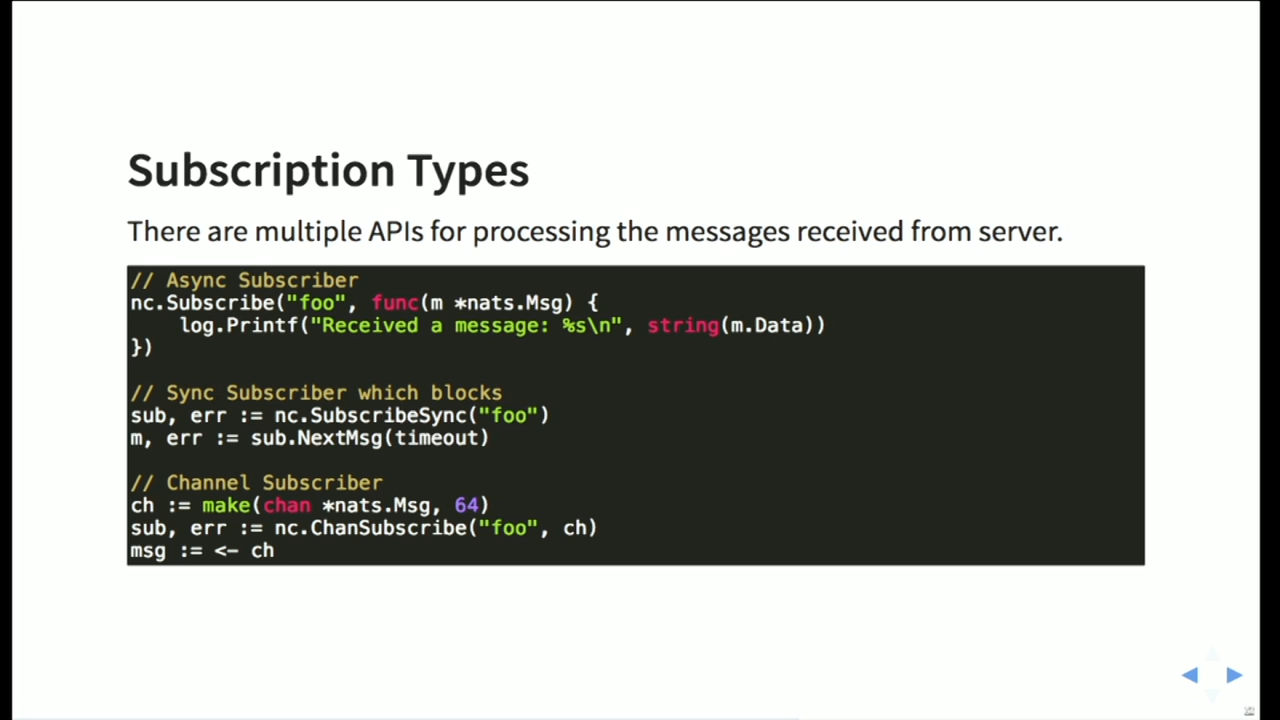 Subscription Types
There are multiple APIs for processing the messages received from server.
// Async Subscriber
nc.Subscribe("foo", func(m *nats.Msg) {
    log.Printf("Received a message: %s\n", string(m.Data))
})
// Sync Subscriber which blocks
sub, err := nc.SubscribeSync("foo")
m, err := sub.NextMsg(timeout)
// Channel Subscriber
ch := make(chan *nats.Msg, 64)
sub, err := nc.ChanSubscribe("foo", ch)
msg := <- ch